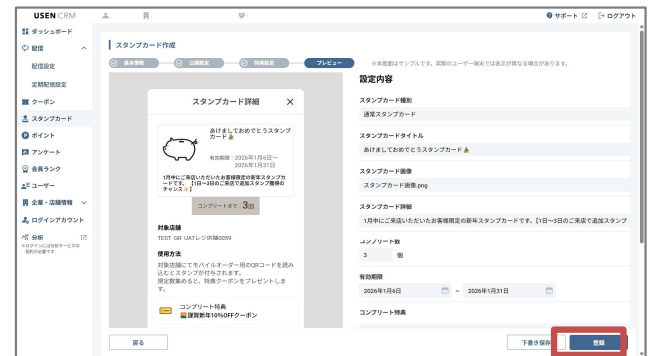 USEN CRM
サポート
ログアウト
ダッシュボード
配信
配信設定
定期配信設定
クーポン
スタンプカード
ポイント
アンケート
会員ランク
ユーザー
企業・店舗情報
ログインアカウント
分析
※ログインには分析サービスの
契約が必要です
スタンプカード作成
基本情報
公開設定
特典設定
プレビュー
※本画面はサンプルです。実際のユーザー端末では表示が異なる場合があります。
スタンプカード詳細
あけましておめでとうスタンプ
カード🎍
有効期限:2026年1月6日~
2026年1月31日
1月中にご来店いただいたお客様限定の新年スタンプカ
ードです。【1日~3日のご来店で追加スタンプ獲得の
チャンス✨】
コンプリートまで:3個
対象店舗
TEST GR UATレジ店舗0059
使用方法
対象店舗にてモバイルオーダー用のQRコードを読み
込むとスタンプが付与されます。
規定数集めると、特典クーポンをプレゼントしま
す。
コンプリート特典
🌅謹賀新年10%OFFクーポン
設定内容
スタンプカード種別
通常スタンプカード
スタンプカードタイトル
あけましておめでとうスタンプカード🎍
スタンプカード画像
スタンプカード画像.png
スタンプカード詳細
1月中にご来店いただいたお客様限定の新年スタンプカードです。【1日~3日のご来店で追加スタンプ
コンプリート数
3 個
有効期限
2026年1月6日 ~ 2026年1月31日
コンプリート特典
戻る
下書き保存
登録